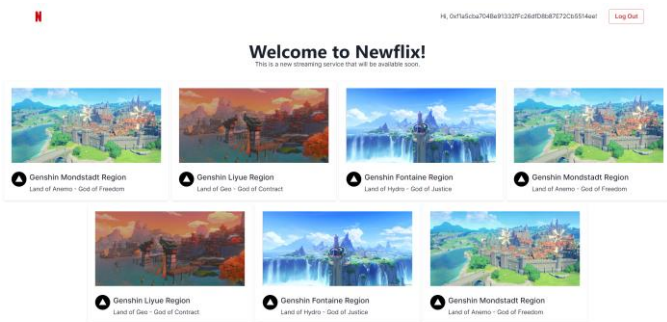 N
Log Out
Welcome to Newflix!
This is a new streaming service that will be available soon.
Genshin Mondstadt Region
Land of Anemo - God of Freedom
Genshin Liyue Region
Land of Geo - God of Contract
Genshin Fontaine Region
Land of Hydro - God of Justice
Genshin Mondstadt Region
Land of Anemo - God of Freedom
Genshin Liyue Region
Land of Geo - God of Contract
Genshin Fontaine Region
Land of Hydro - God of Justice
Genshin Mondstadt Region
Land of Anemo - God of Freedom